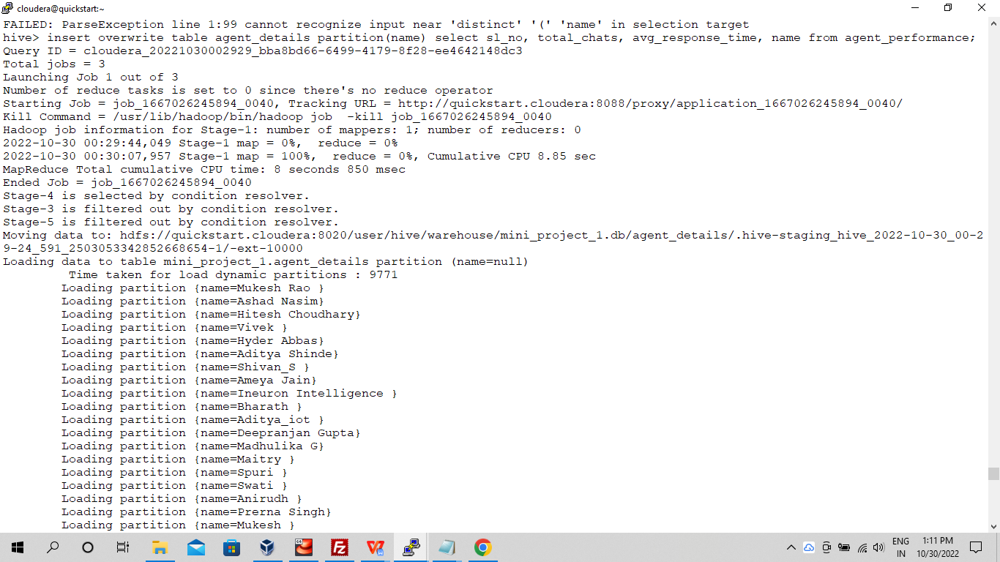 cloudera@quickstart:~
FAILED: ParseException line 1:99 cannot recognize input near 'distinct' '(' 'name' in selection target
hive> insert overwrite table agent_details partition(name) select sl_no, total_chats, avg_response_time, name from agent_performance;
Query ID = cloudera_20221030002929_bba8bd66-6499-4179-8f28-ee4642148dc3
Total jobs = 3
Launching Job 1 out of 3
Number of reduce tasks is set to 0 since there's no reduce operator
Starting Job = job_1667026245894_0040, Tracking URL = http://quickstart.cloudera:8088/proxy/application_1667026245894_0040/
Kill Command = /usr/lib/hadoop/bin/hadoop job  -kill job_1667026245894_0040
Hadoop job information for Stage-1: number of mappers: 1; number of reducers: 0
2022-10-30 00:29:44,049 Stage-1 map = 0%,  reduce = 0%
2022-10-30 00:30:07,957 Stage-1 map = 100%,  reduce = 0%, Cumulative CPU 8.85 sec
MapReduce Total cumulative CPU time: 8 seconds 850 msec
Ended Job = job_1667026245894_0040
Stage-4 is selected by condition resolver.
Stage-3 is filtered out by condition resolver.
Stage-5 is filtered out by condition resolver.
Moving data to: hdfs://quickstart.cloudera:8020/user/hive/warehouse/mini_project_1.db/agent_details/.hive-staging_hive_2022-10-30_00-2
9-24_591_2503053342852668654-1/-ext-10000
Loading data to table mini_project_1.agent_details partition (name=null)
Time taken for load dynamic partitions : 9771
Loading partition {name=Mukesh Rao }
Loading partition {name=Ashad Nasim}
Loading partition {name=Hitesh Choudhary}
Loading partition {name=Vivek }
Loading partition {name=Hyder Abbas}
Loading partition {name=Aditya Shinde}
Loading partition {name=Shivan_S }
Loading partition {name=Ameya Jain}
Loading partition {name=Ineuron Intelligence }
Loading partition {name=Bharath }
Loading partition {name=Aditya_iot }
Loading partition {name=Deepranjan Gupta}
Loading partition {name=Madhulika G}
Loading partition {name=Maitry }
Loading partition {name=Spuri }
Loading partition {name=Swati }
Loading partition {name=Anirudh }
Loading partition {name=Prerna Singh}
Loading partition {name=Mukesh }
ENG
IN
1:11 PM
10/30/2022